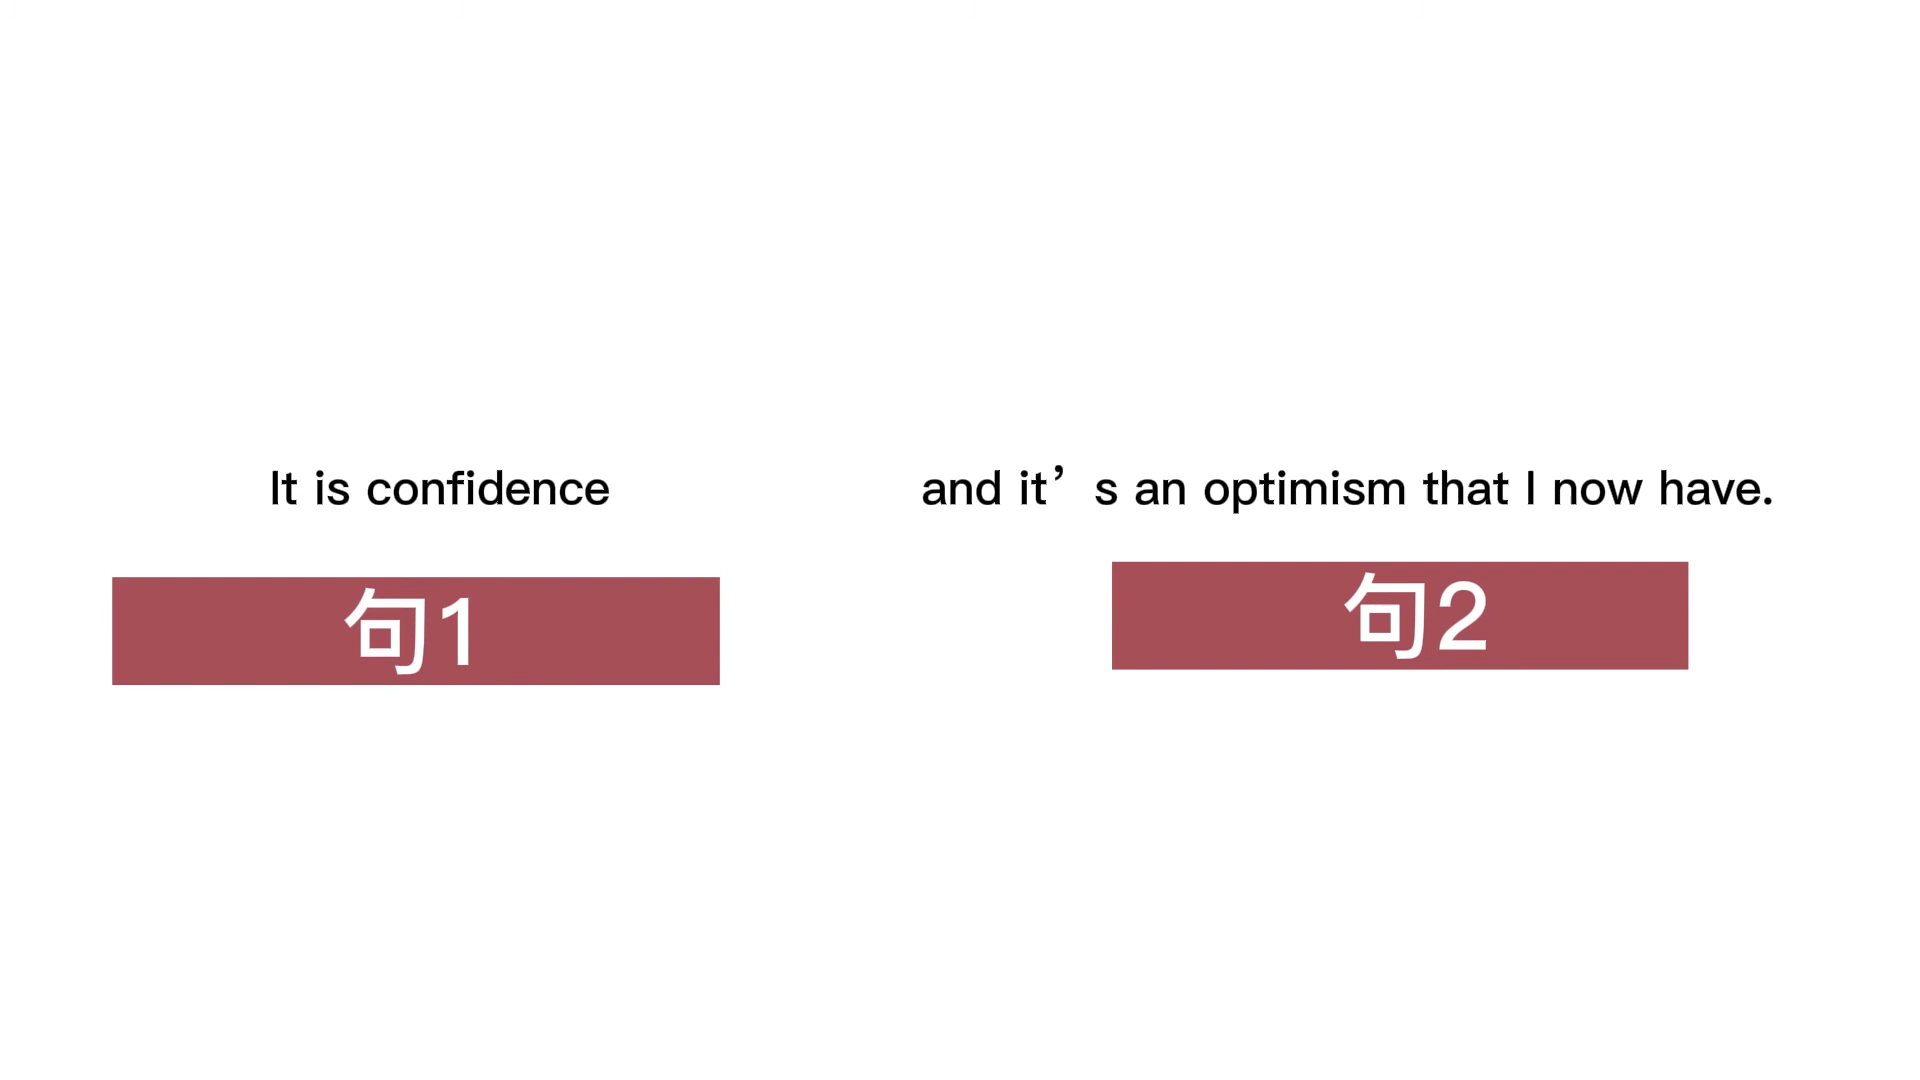 It is confidence
and it’s an optimism that I now have.
句1
句2